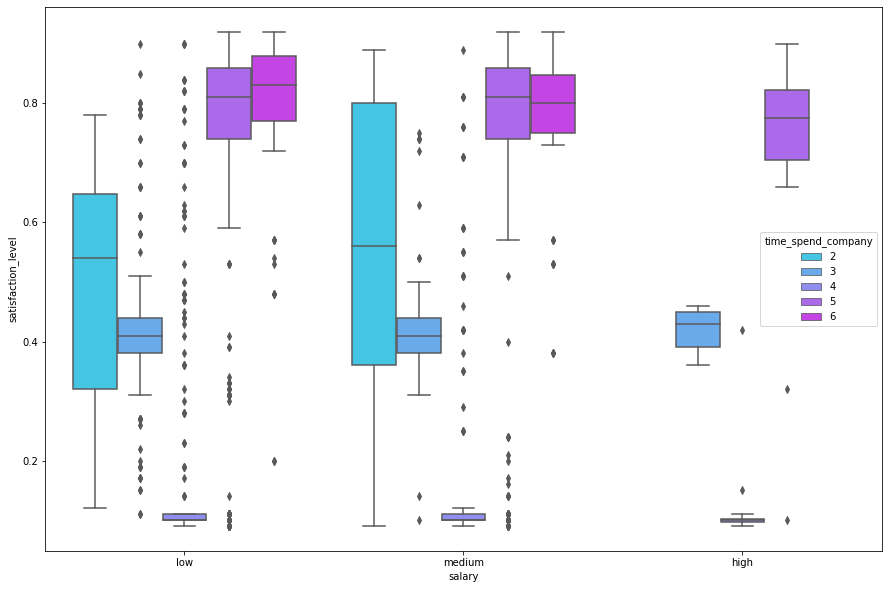 0.8
0.6
0.4
0.2
satisfaction_level
low
medium
high
salary
time_spend_company
2
3
4
5
6